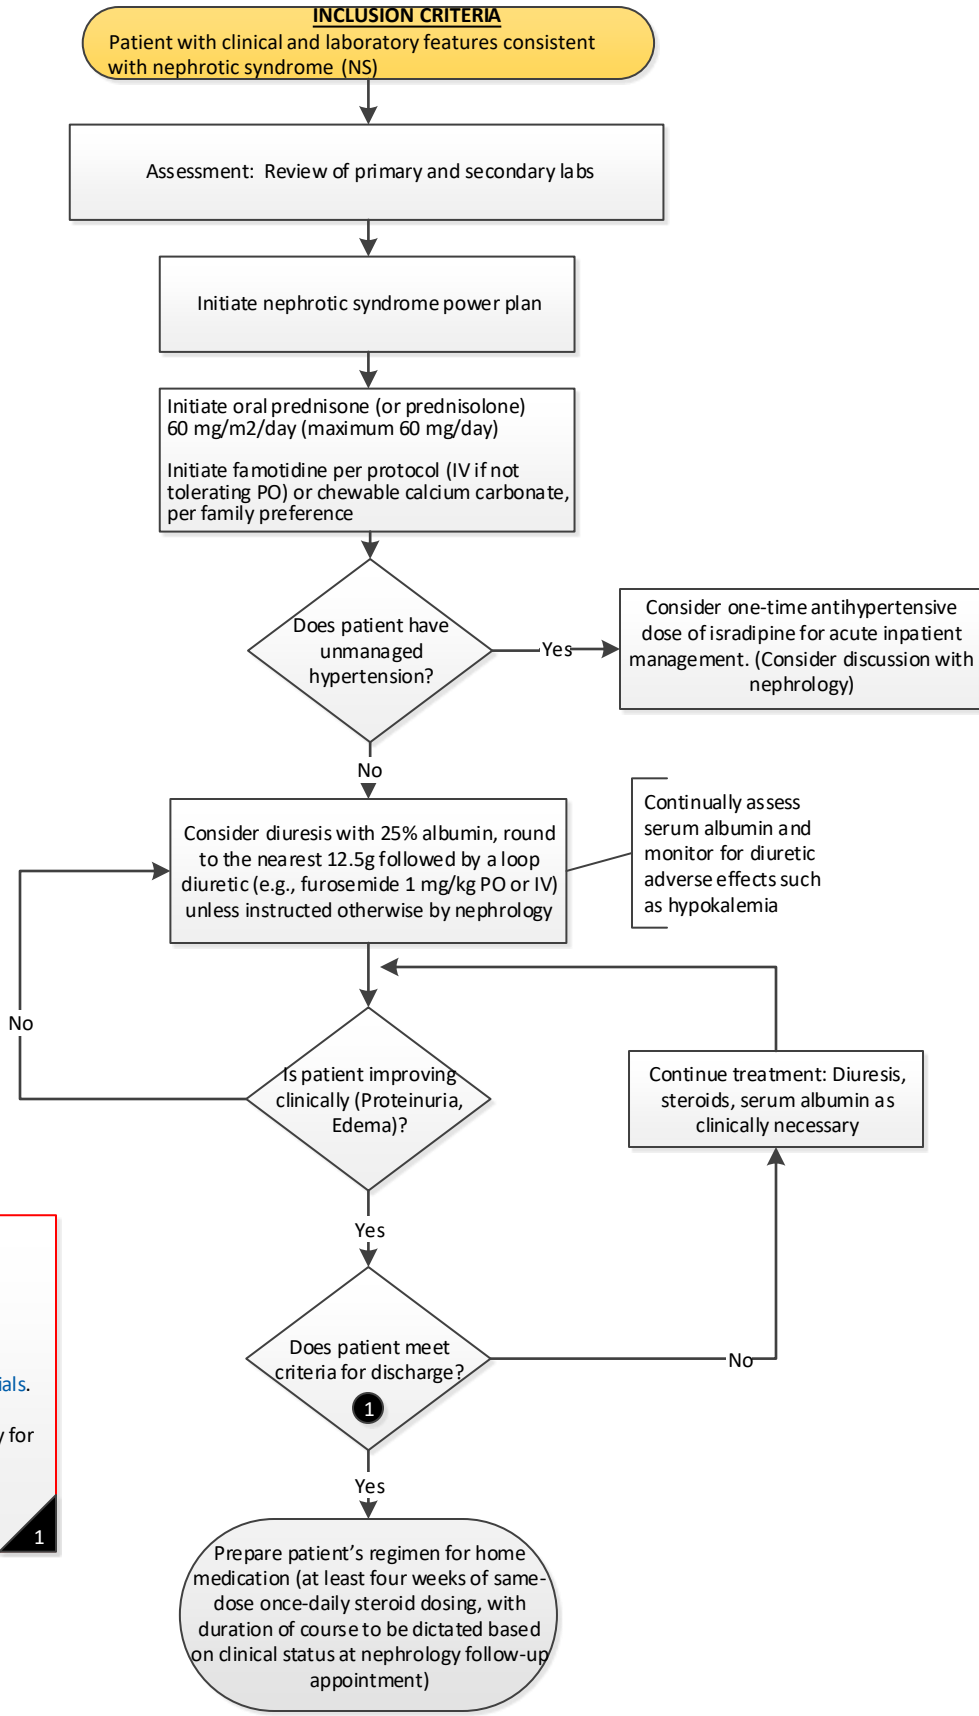 INCLUSION CRITERIA
Patient with clinical and laboratory features consistent
with nephrotic syndrome (NS)
Assessment: Review of primary and secondary labs
Initiate nephrotic syndrome power plan
Initiate oral prednisone (or prednisolone)
60 mg/m2/day (maximum 60 mg/day)
Initiate famotidine per protocol (IV if not
tolerating PO) or chewable calcium carbonate,
per family preference
Does patient have
unmanaged
hypertension?
Yes
Consider one-time antihypertensive
dose of isradipine for acute inpatient
management. (Consider discussion with
nephrology)
No
Consider diuresis with 25% albumin, round
to the nearest 12.5g followed by a loop
diuretic (e.g., furosemide 1 mg/kg PO or IV)
unless instructed otherwise by nephrology
Continually assess
serum albumin and
monitor for diuretic
adverse effects such
as hypokalemia
No
Is patient improving
clinically (Proteinuria,
Edema)?
Continue treatment: Diuresis,
steroids, serum albumin as
clinically necessary
Yes
Does patient meet
criteria for discharge?
1
No
ials.
y for
1
Yes
Prepare patient’s regimen for home
medication (at least four weeks of same-
dose once-daily steroid dosing, with
duration of course to be dictated based
on clinical status at nephrology follow-up
appointment)